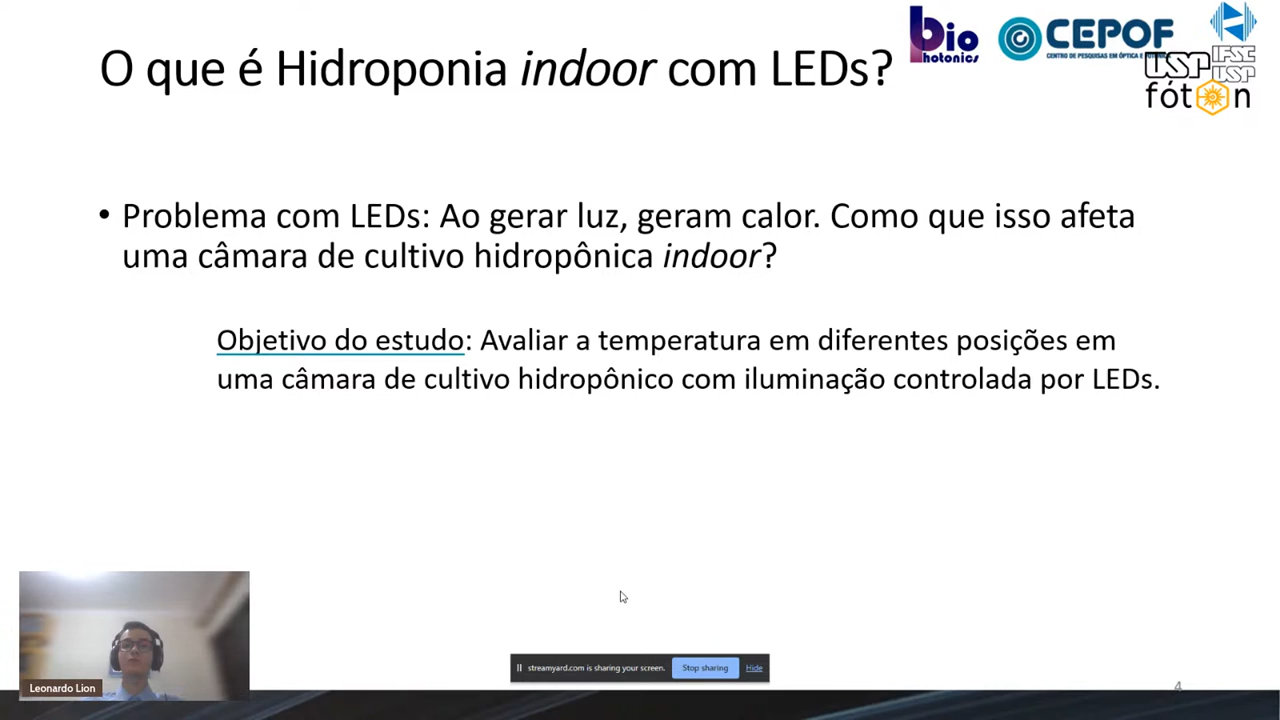 O que é Hidroponia indoor com LEDs?
bio
Photonics
CEPOF
USP
IFSC
USP
fóton
• Problema com LEDs: Ao gerar luz, geram calor. Como que isso afeta
uma câmara de cultivo hidropônica indoor?
Objetivo do estudo: Avaliar a temperatura em diferentes posições em
uma câmara de cultivo hidropônico com iluminação controlada por LEDs.
Leonardo Lion
streamyard.com is sharing your screen.
Stop sharing
Hide
4